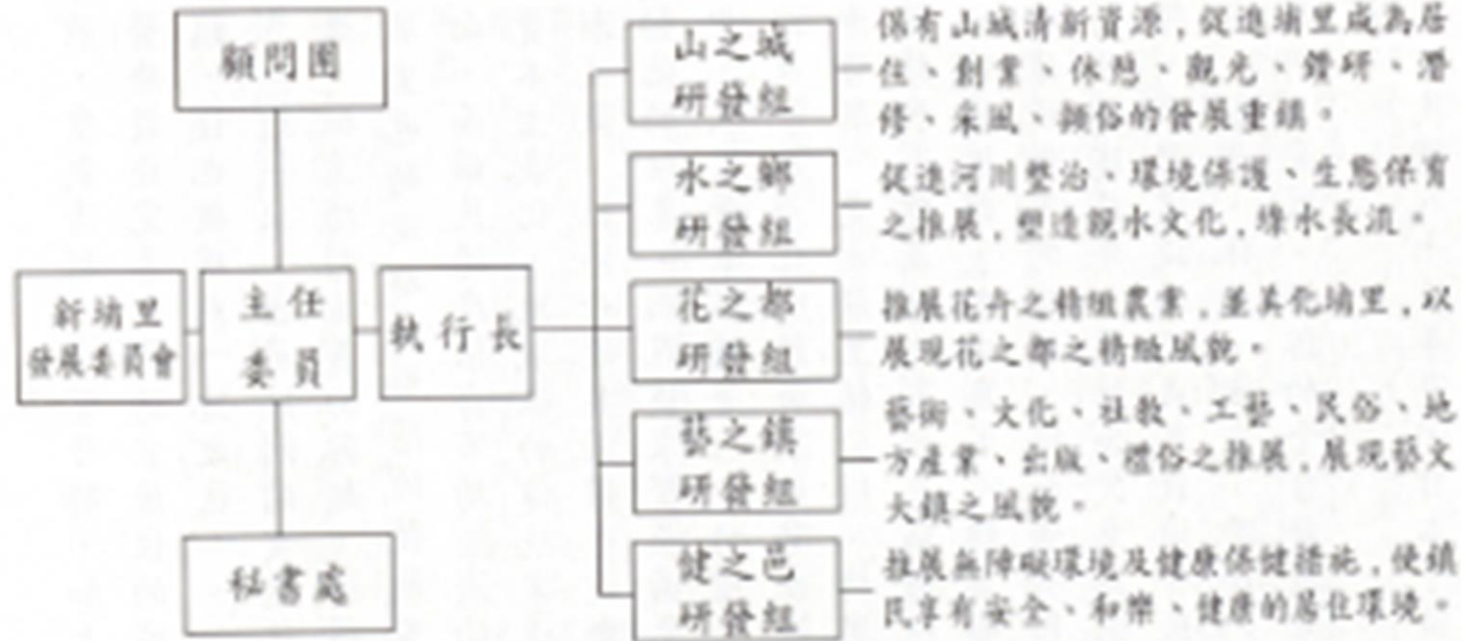 顧問團
新埔里
發展委員會
主任
委員
執行長
秘書處
山之城
研發組
保有山城清新資源，促進埔里成為居
住、創業、休憩、觀光、鑽研、潛
修、采風、擷俗的發展重鎮。
水之鄉
研發組
促進河川整治、環境保護、生態保育
之推展，塑造親水文化，綠水長流。
花之都
研發組
推展花卉之精緻農業，並美化埔里，以
展現花之都之精緻風貌。
藝之鎮
研發組
藝術、文化、社教、工藝、民俗、地
方產業、出版、禮俗之推展，展現藝文
大鎮之風貌。
健之邑
研發組
推展無障礙環境及健康保健措施，使鎮
民享有安全、和樂、健康的居住環境。